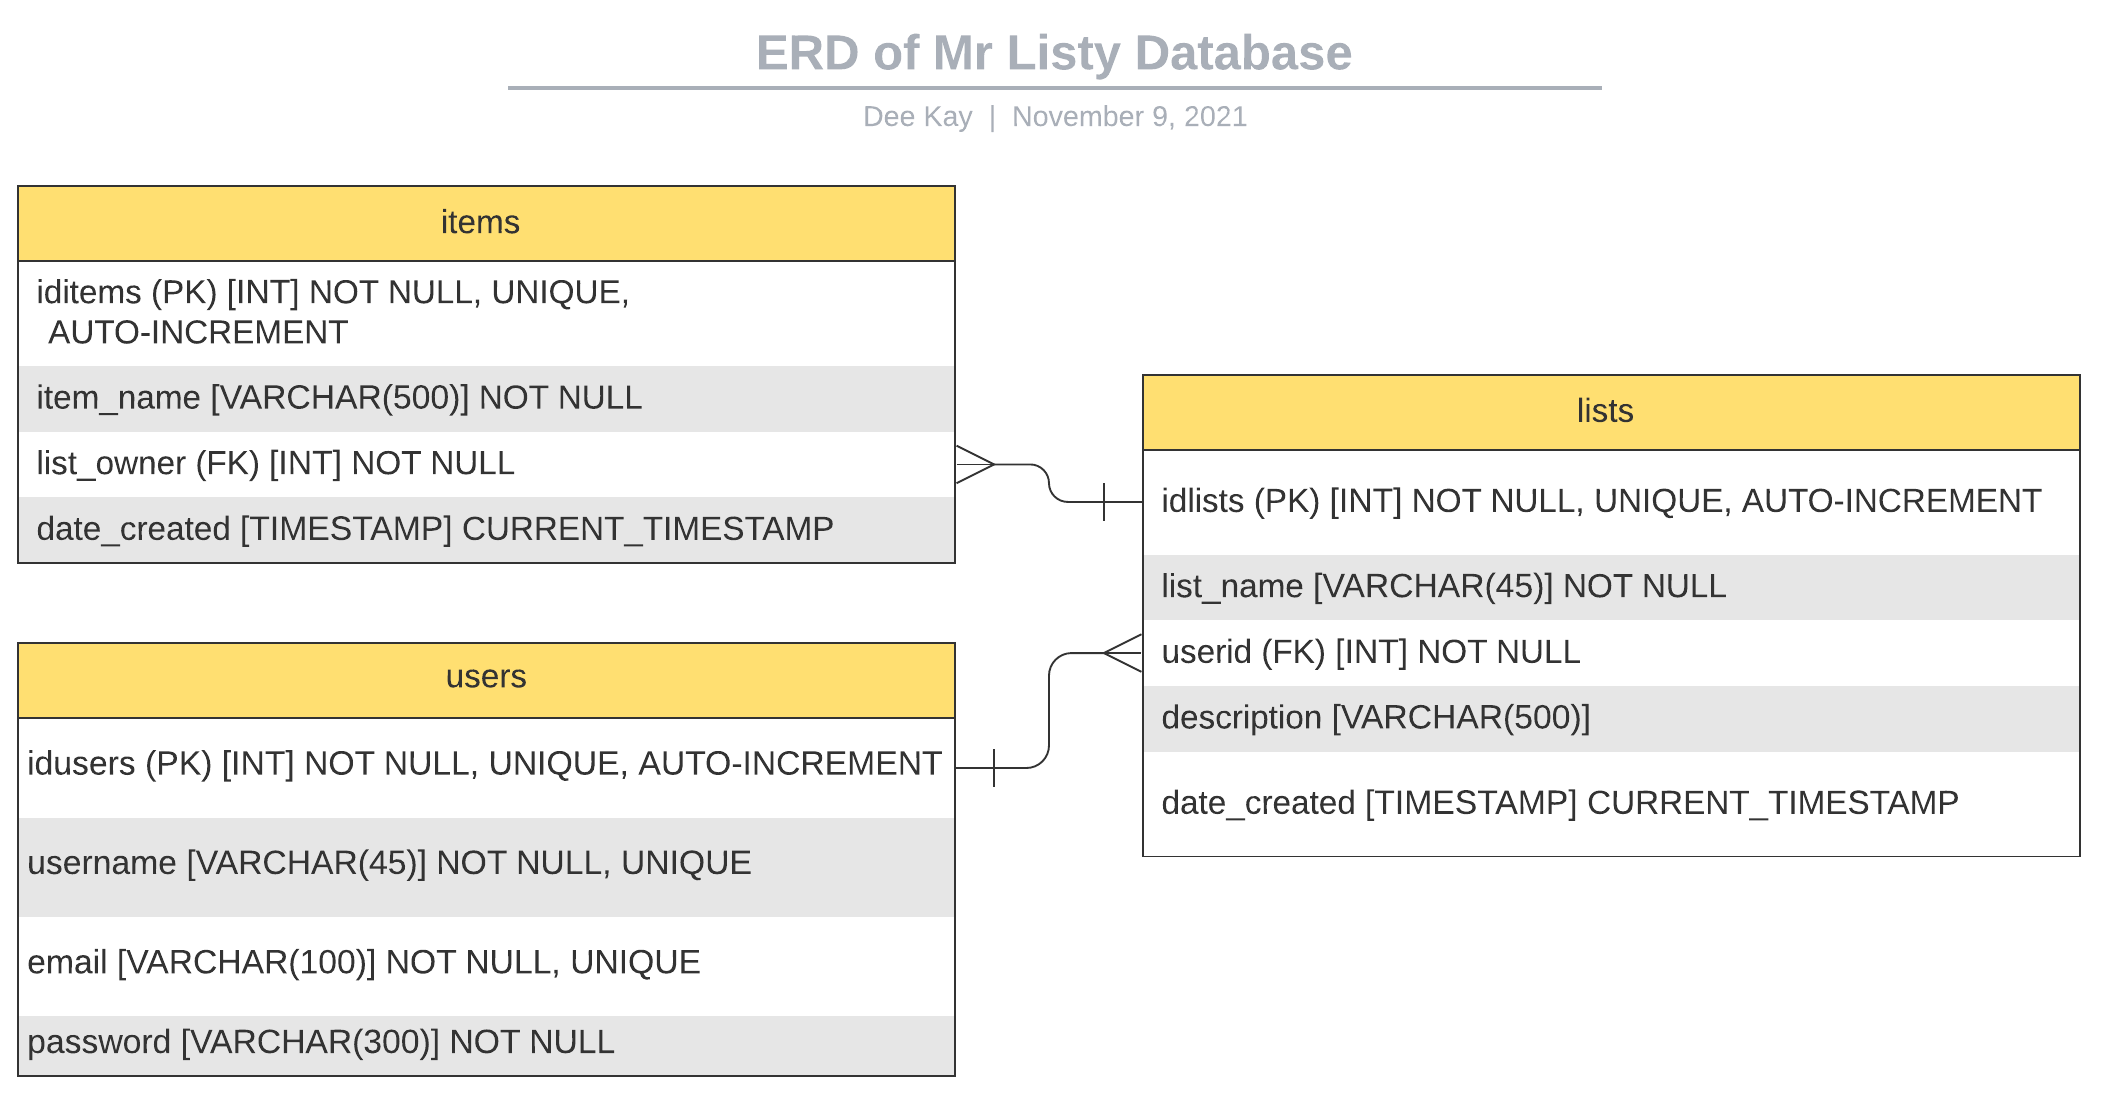 ERD of Mr Listy Database
Dee Kay | November 9, 2021
items
iditems (PK) [INT] NOT NULL, UNIQUE,
AUTO-INCREMENT
item_name [VARCHAR(500)] NOT NULL
list_owner (FK) [INT] NOT NULL
date_created [TIMESTAMP] CURRENT_TIMESTAMP
users
idusers (PK) [INT] NOT NULL, UNIQUE, AUTO-INCREMENT
username [VARCHAR(45)] NOT NULL, UNIQUE
email [VARCHAR(100)] NOT NULL, UNIQUE
password [VARCHAR(300)] NOT NULL
lists
idlists (PK) [INT] NOT NULL, UNIQUE, AUTO-INCREMENT
list_name [VARCHAR(45)] NOT NULL
userid (FK) [INT] NOT NULL
description [VARCHAR(500)]
date_created [TIMESTAMP] CURRENT_TIMESTAMP